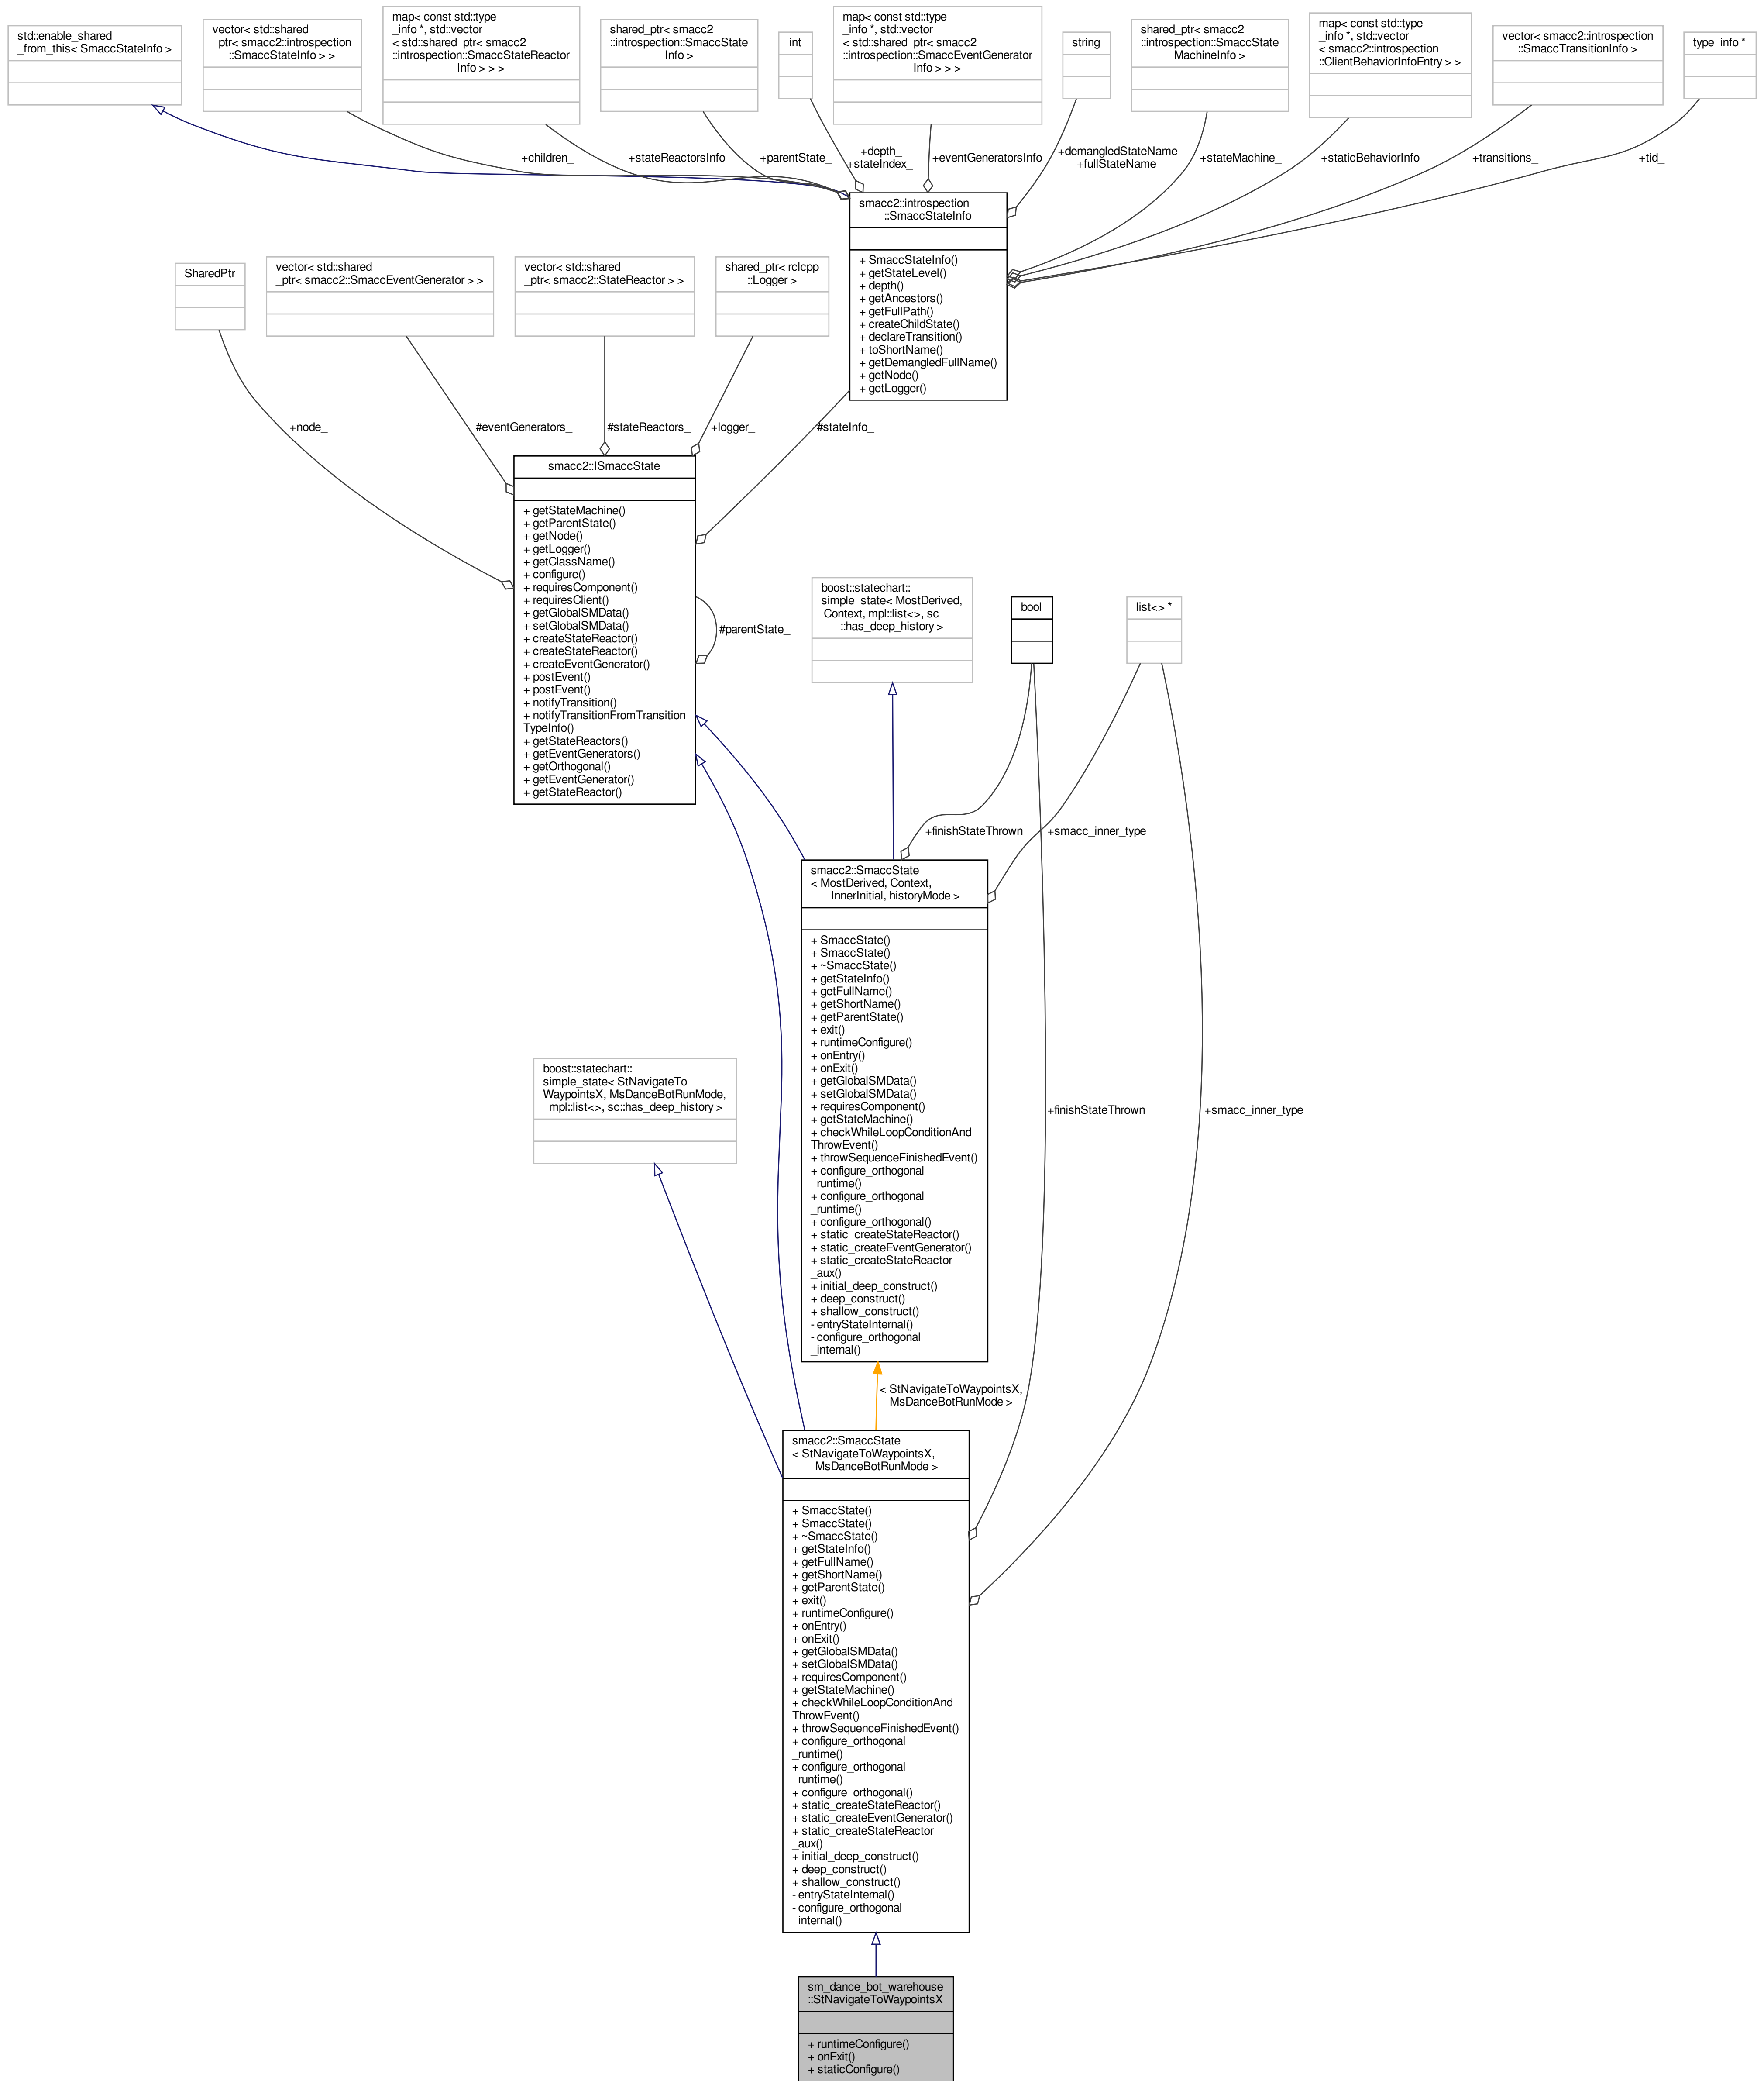 std::enable_shared
_from_this< SmaccStateInfo >
vector< std::shared
_ptr< smacc2::introspection
::SmaccStateInfo > >
map< const std::type
_info *, std::vector
< std::shared_ptr< smacc2
::introspection::SmaccStateReactor
Info > > >
shared_ptr< smacc2
::introspection::SmaccState
Info >
int
map< const std::type
_info *, std::vector
< std::shared_ptr< smacc2
::introspection::SmaccEventGenerator
Info > > >
string
shared_ptr< smacc2
::introspection::SmaccState
MachineInfo >
map< const std::type
_info *, std::vector
< smacc2::introspection
::ClientBehaviorInfoEntry > >
vector< smacc2::introspection
::SmaccTransitionInfo >
type_info *
+children_
+stateReactorsInfo
+parentState_
+depth_
+stateIndex_
+eventGeneratorsInfo
+demangledStateName
+fullStateName
+stateMachine_
+staticBehaviorInfo
+transitions_
+tid_
smacc2::introspection
::SmaccStateInfo
+ SmaccStateInfo()
+ getStateLevel()
+ depth()
+ getAncestors()
+ getFullPath()
+ createChildState()
+ declareTransition()
+ toShortName()
+ getDemangledFullName()
+ getNode()
+ getLogger()
SharedPtr
vector< std::shared
_ptr< smacc2::SmaccEventGenerator > >
vector< std::shared
_ptr< smacc2::StateReactor > >
shared_ptr< rclcpp
::Logger >
+node_
#eventGenerators_
#stateReactors_
+logger_
#stateInfo_
smacc2::ISmaccState
+ getStateMachine()
+ getParentState()
+ getNode()
+ getLogger()
+ getClassName()
+ configure()
+ requiresComponent()
+ requiresClient()
+ getGlobalSMData()
+ setGlobalSMData()
+ createStateReactor()
+ createStateReactor()
+ createEventGenerator()
+ postEvent()
+ postEvent()
+ notifyTransition()
+ notifyTransitionFromTransition
TypeInfo()
+ getStateReactors()
+ getEventGenerators()
+ getOrthogonal()
+ getEventGenerator()
+ getStateReactor()
#parentState_
boost::statechart::
simple_state< MostDerived,
Context, mpl::list<>, sc
::has_deep_history >
bool
list<> *
+finishStateThrown
+smacc_inner_type
smacc2::SmaccState
< MostDerived, Context,
InnerInitial, historyMode >
+ SmaccState()
+ SmaccState()
+ ~SmaccState()
+ getStateInfo()
+ getFullName()
+ getShortName()
+ getParentState()
+ exit()
+ runtimeConfigure()
+ onEntry()
+ onExit()
+ getGlobalSMData()
+ setGlobalSMData()
+ requiresComponent()
+ getStateMachine()
+ checkWhileLoopConditionAnd
ThrowEvent()
+ throwSequenceFinishedEvent()
+ configure_orthogonal
_runtime()
+ configure_orthogonal
_runtime()
+ configure_orthogonal()
+ static_createStateReactor()
+ static_createEventGenerator()
+ static_createStateReactor
_aux()
+ initial_deep_construct()
+ deep_construct()
+ shallow_construct()
- entryStateInternal()
- configure_orthogonal
_internal()
boost::statechart::
simple_state< StNavigateTo
WaypointsX, MsDanceBotRunMode,
mpl::list<>, sc::has_deep_history >
+finishStateThrown
+smacc_inner_type
< StNavigateToWaypointsX,
MsDanceBotRunMode >
smacc2::SmaccState
< StNavigateToWaypointsX,
MsDanceBotRunMode >
+ SmaccState()
+ SmaccState()
+ ~SmaccState()
+ getStateInfo()
+ getFullName()
+ getShortName()
+ getParentState()
+ exit()
+ runtimeConfigure()
+ onEntry()
+ onExit()
+ getGlobalSMData()
+ setGlobalSMData()
+ requiresComponent()
+ getStateMachine()
+ checkWhileLoopConditionAnd
ThrowEvent()
+ throwSequenceFinishedEvent()
+ configure_orthogonal
_runtime()
+ configure_orthogonal
_runtime()
+ configure_orthogonal()
+ static_createStateReactor()
+ static_createEventGenerator()
+ static_createStateReactor
_aux()
+ initial_deep_construct()
+ deep_construct()
+ shallow_construct()
- entryStateInternal()
- configure_orthogonal
_internal()
sm_dance_bot_warehouse
::StNavigateToWaypointsX
+ runtimeConfigure()
+ onExit()
+ staticConfigure()